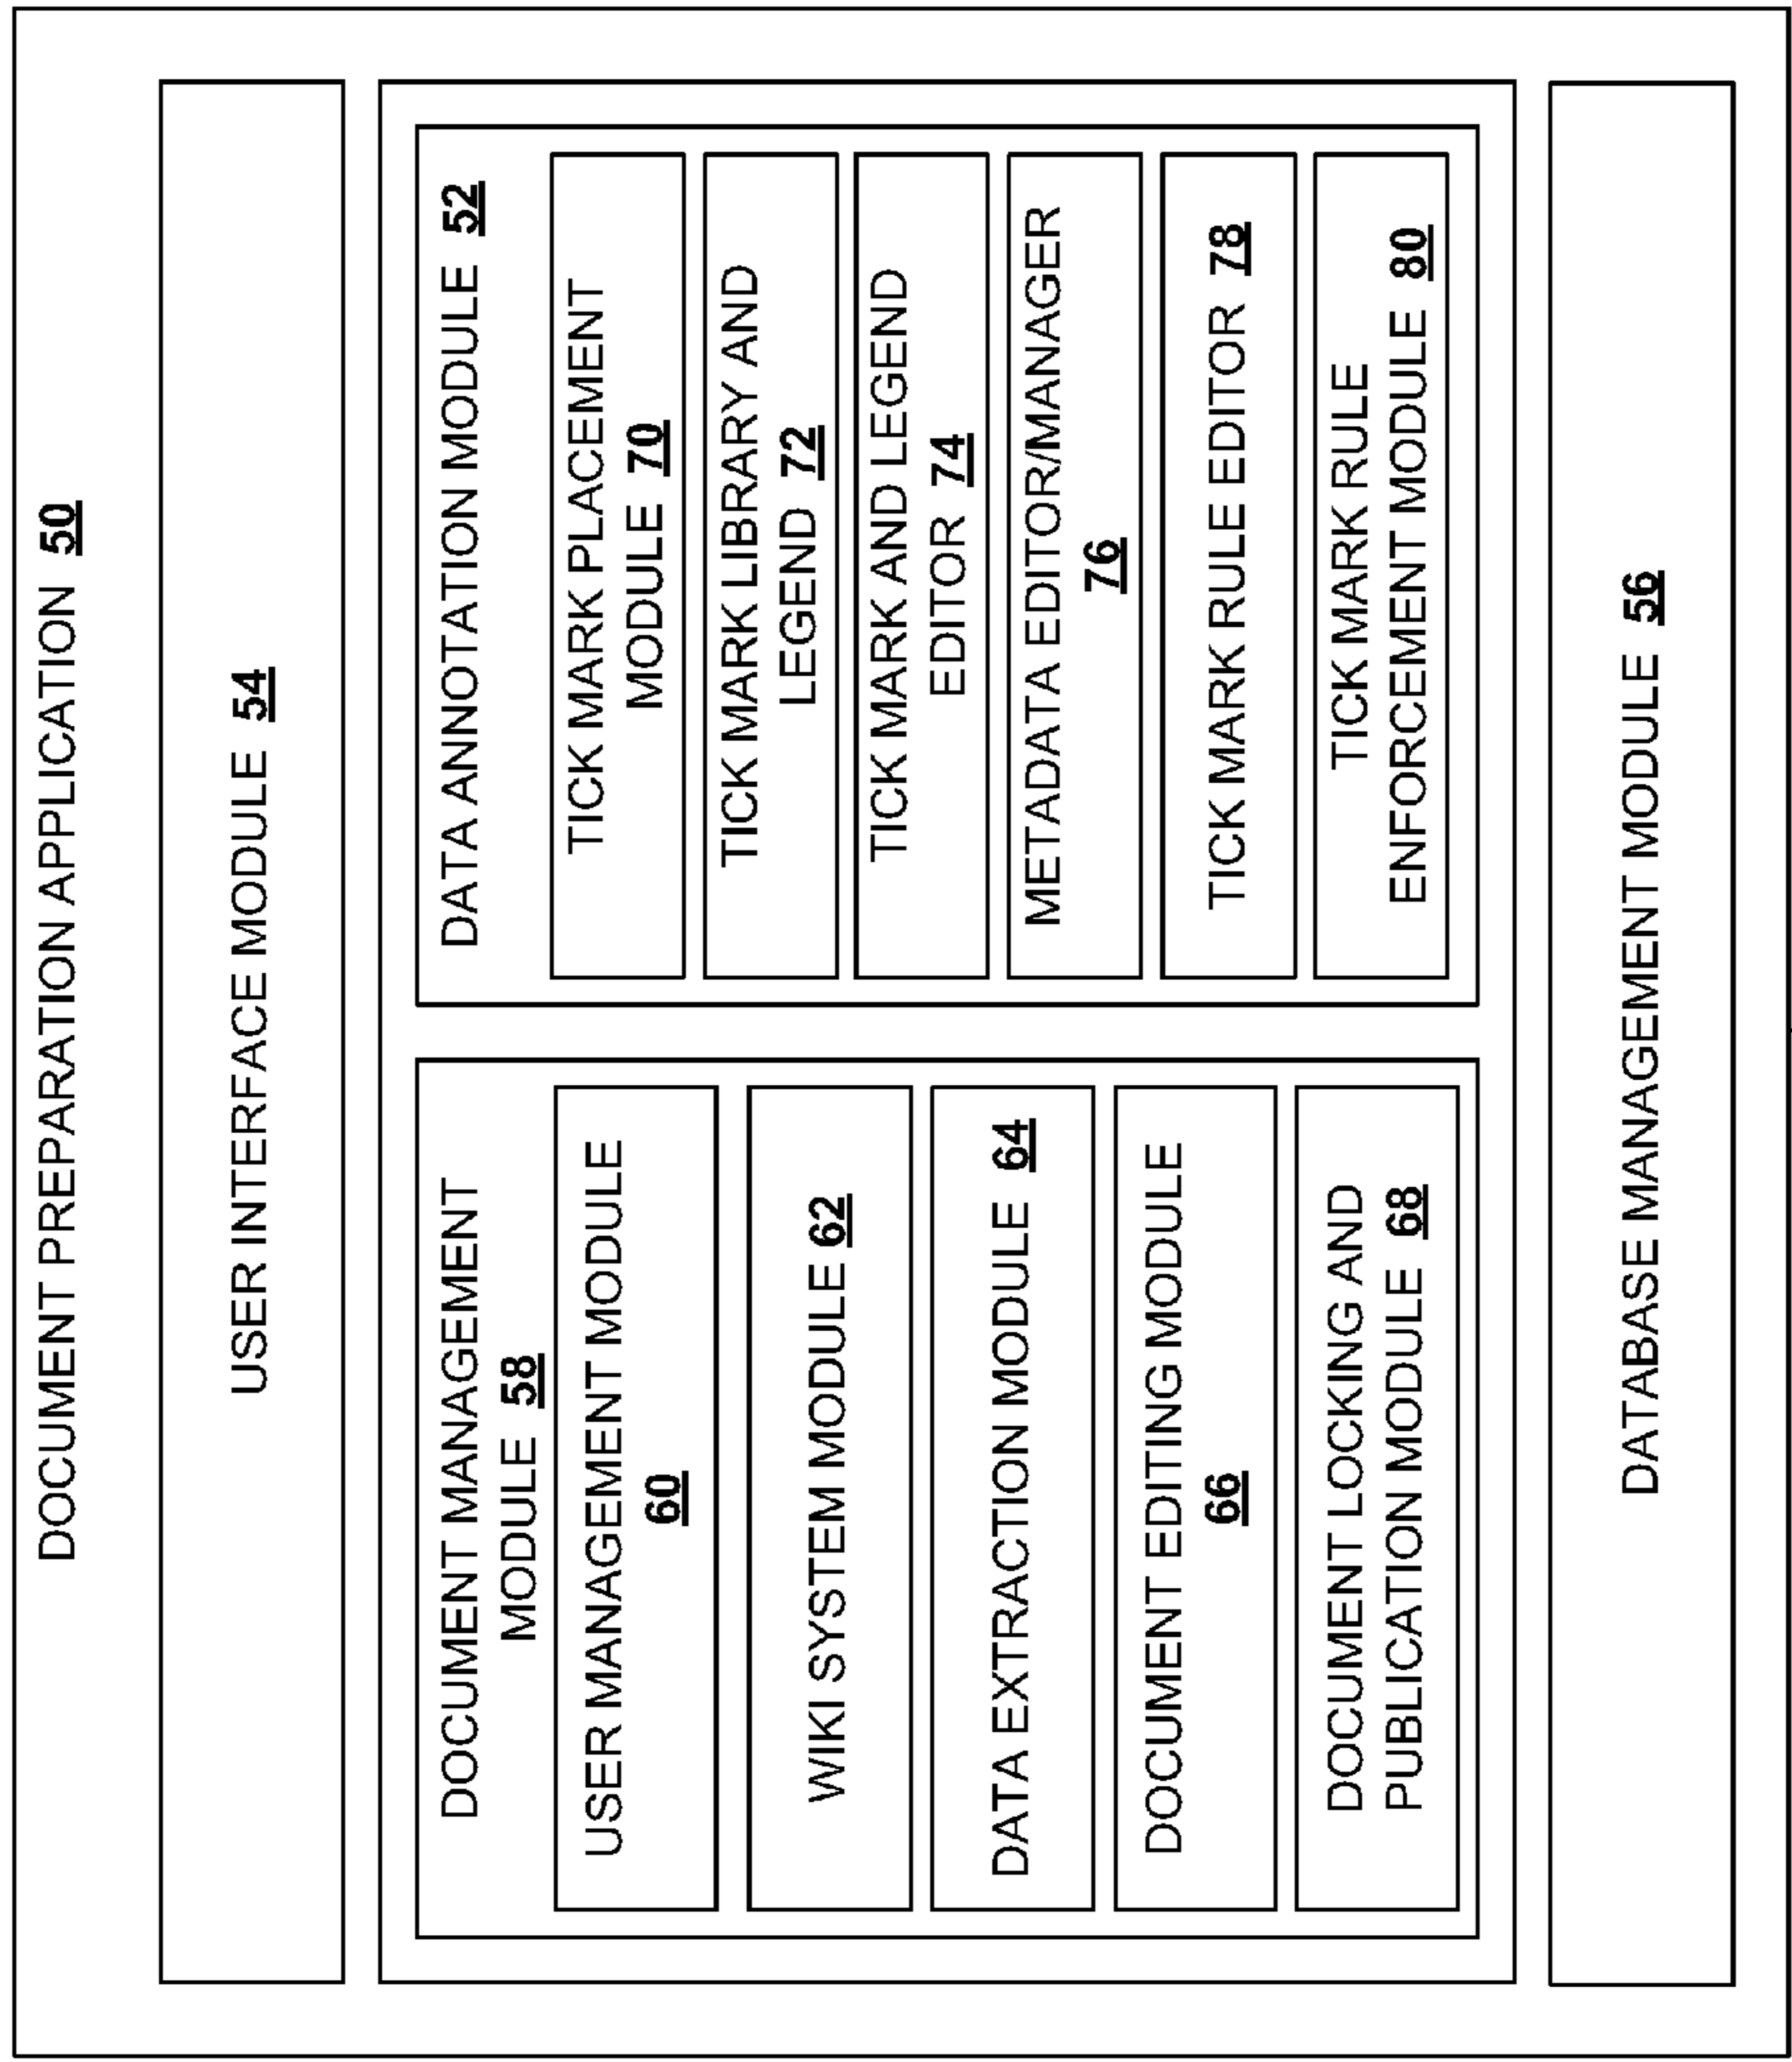 DOCUMENT PREPARATION APPLICATION 50
USER INTERFACE MODULE 54
DOCUMENT MANAGEMENT
MODULE 58
USER MANAGEMENT MODULE
60
WIKI SYSTEM MODULE 62
DATA EXTRACTION MODULE 64
DOCUMENT EDITING MODULE
66
DOCUMENT LOCKING AND
PUBLICATION MODULE 68
DATA ANNOTATION MODULE 52
TICK MARK PLACEMENT
MODULE 70
TICK MARK LIBRARY AND
LEGEND 72
TICK MARK AND LEGEND
EDITOR 74
METADATA EDITOR/MANAGER
76
TICK MARK RULE EDITOR 78
TICK MARK RULE
ENFORCEMENT MODULE 80
DATABASE MANAGEMENT MODULE 56